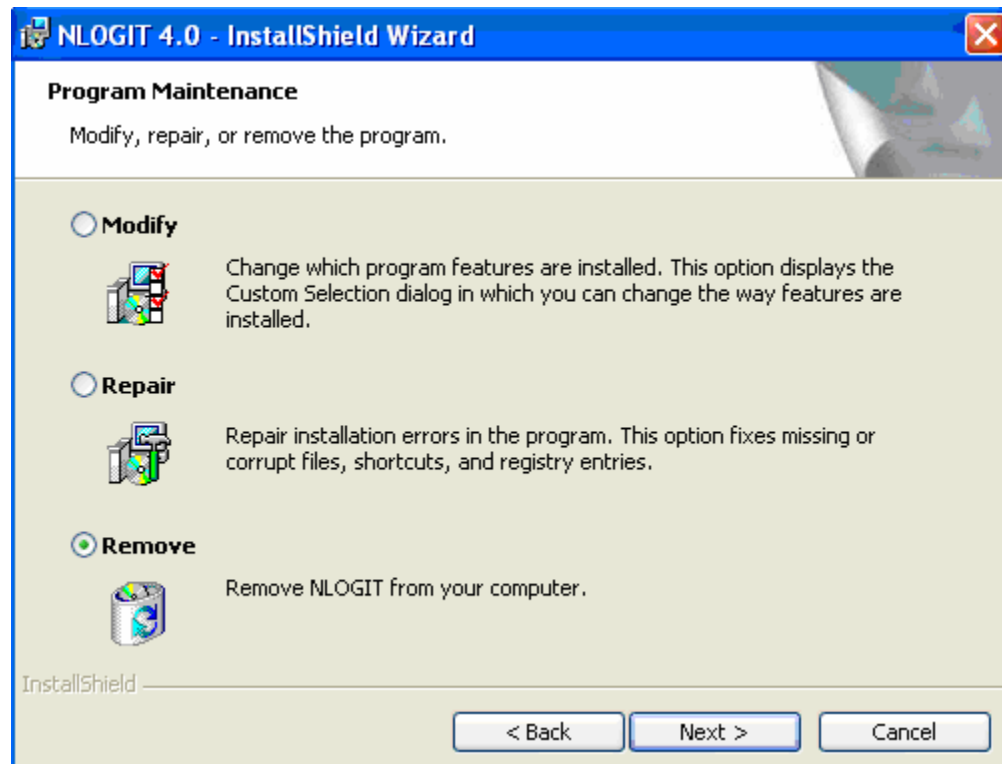 NLOGIT 4.0 - InstallShield Wizard
Program Maintenance
Modify, repair, or remove the program.
Modify
Change which program features are installed. This option displays the
Custom Selection dialog in which you can change the way features are
installed.
Repair
Repair installation errors in the program. This option fixes missing or
corrupt files, shortcuts, and registry entries.
Remove
Remove NLOGIT from your computer.
InstallShield
< Back
Next >
Cancel